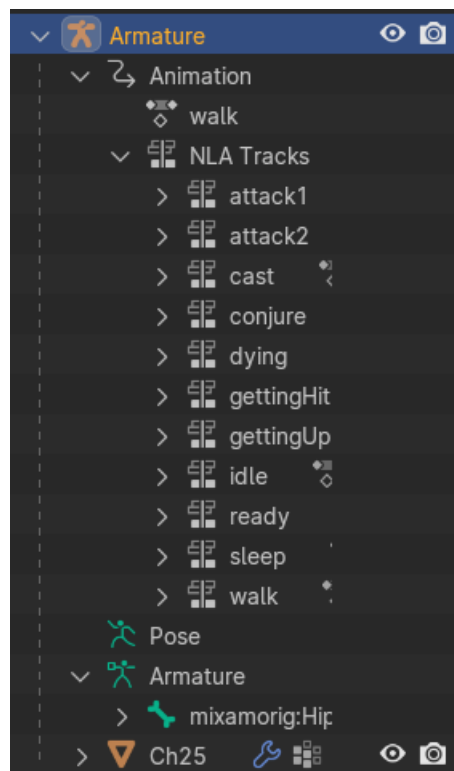 Armature
Animation
walk
NLA Tracks
attack1
attack2
cast
conjure
dying
gettingHit
gettingUp
idle
ready
sleep
walk
Pose
Armature
mixamorig:Hip
Ch25